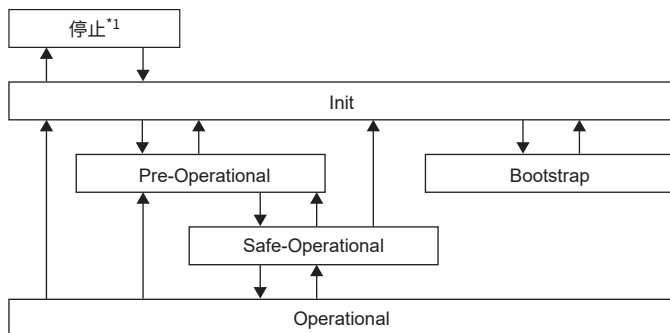 停止*1
Init
Pre-Operational
Bootstrap
Safe-Operational
Operational